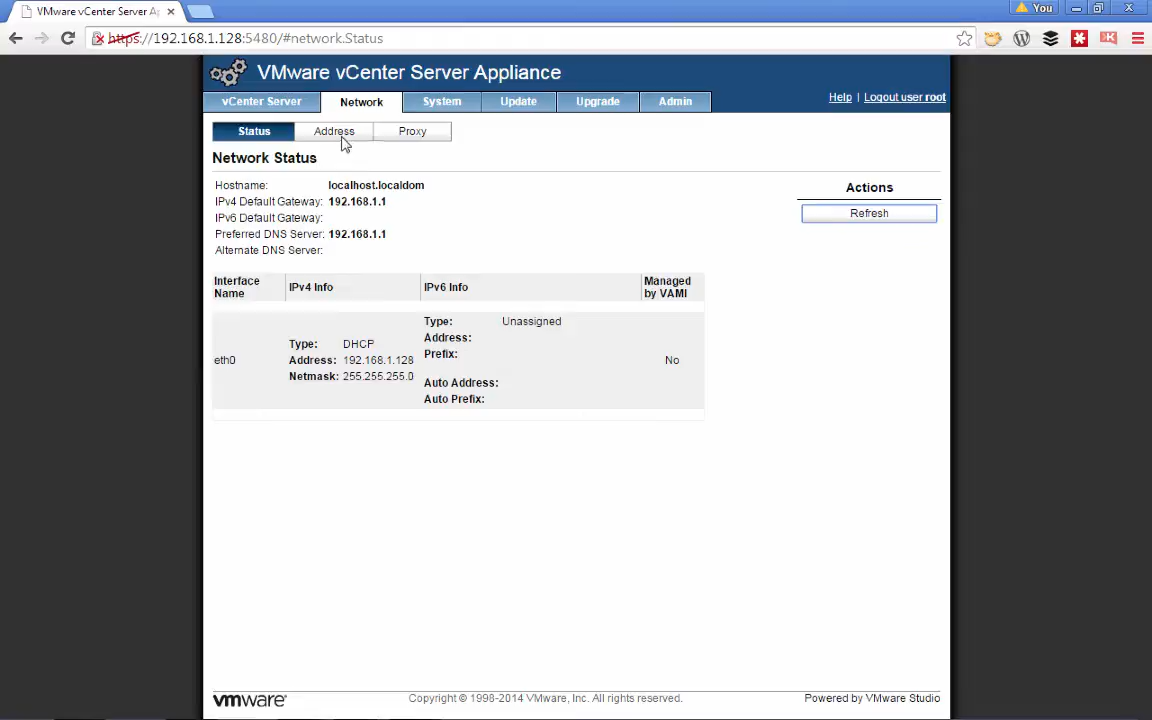 VMware vCenter Server Ap
You
https://192.168.1.128:5480/#network.Status
VMware vCenter Server Appliance
vCenter Server Network System Update Upgrade Admin
Help | Logout user root
Status Address Proxy
Network Status
Hostname: localhost.localdom
IPv4 Default Gateway: 192.168.1.1
IPv6 Default Gateway:
Preferred DNS Server: 192.168.1.1
Alternate DNS Server:
Actions
Refresh
Interface Name IPv4 Info IPv6 Info Managed by VAMI
eth0
Type: DHCP
Address: 192.168.1.128
Netmask: 255.255.255.0
Type: Unassigned
Address:
Prefix:
Auto Address:
Auto Prefix:
No
vmware
Copyright © 1998-2014 VMware, Inc. All rights reserved.
Powered by VMware Studio